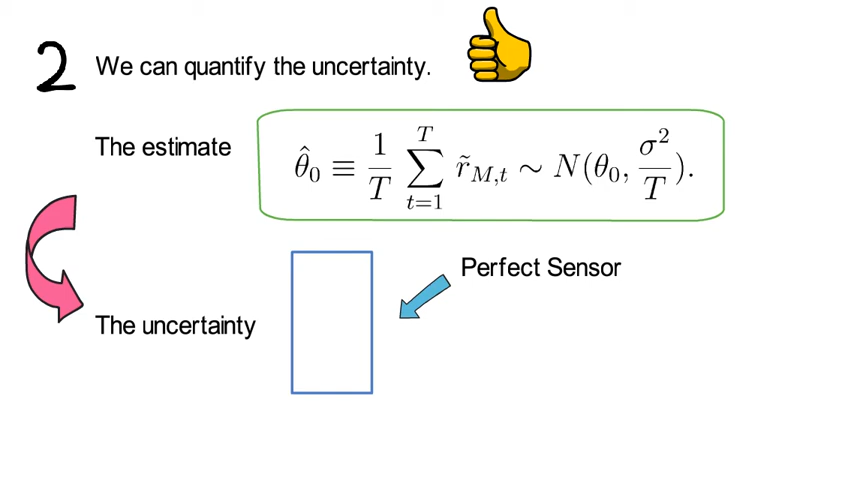 2 We can quantify the uncertainty.
The estimate $\hat{\theta}_0 \equiv \frac{1}{T} \sum_{t=1}^{T} \tilde{r}_{M,t} \sim N(\theta_0, \frac{\sigma^2}{T}).$
Perfect Sensor
The uncertainty